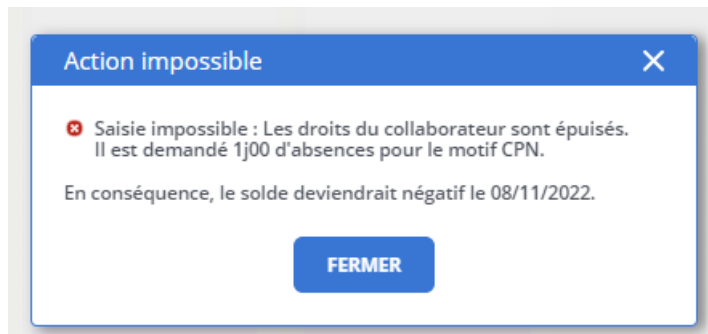 Action impossible
Saisie impossible : Les droits du collaborateur sont épuisés.
Il est demandé 1j00 d'absences pour le motif CPN.
En conséquence, le solde deviendrait négatif le 08/11/2022.
FERMER